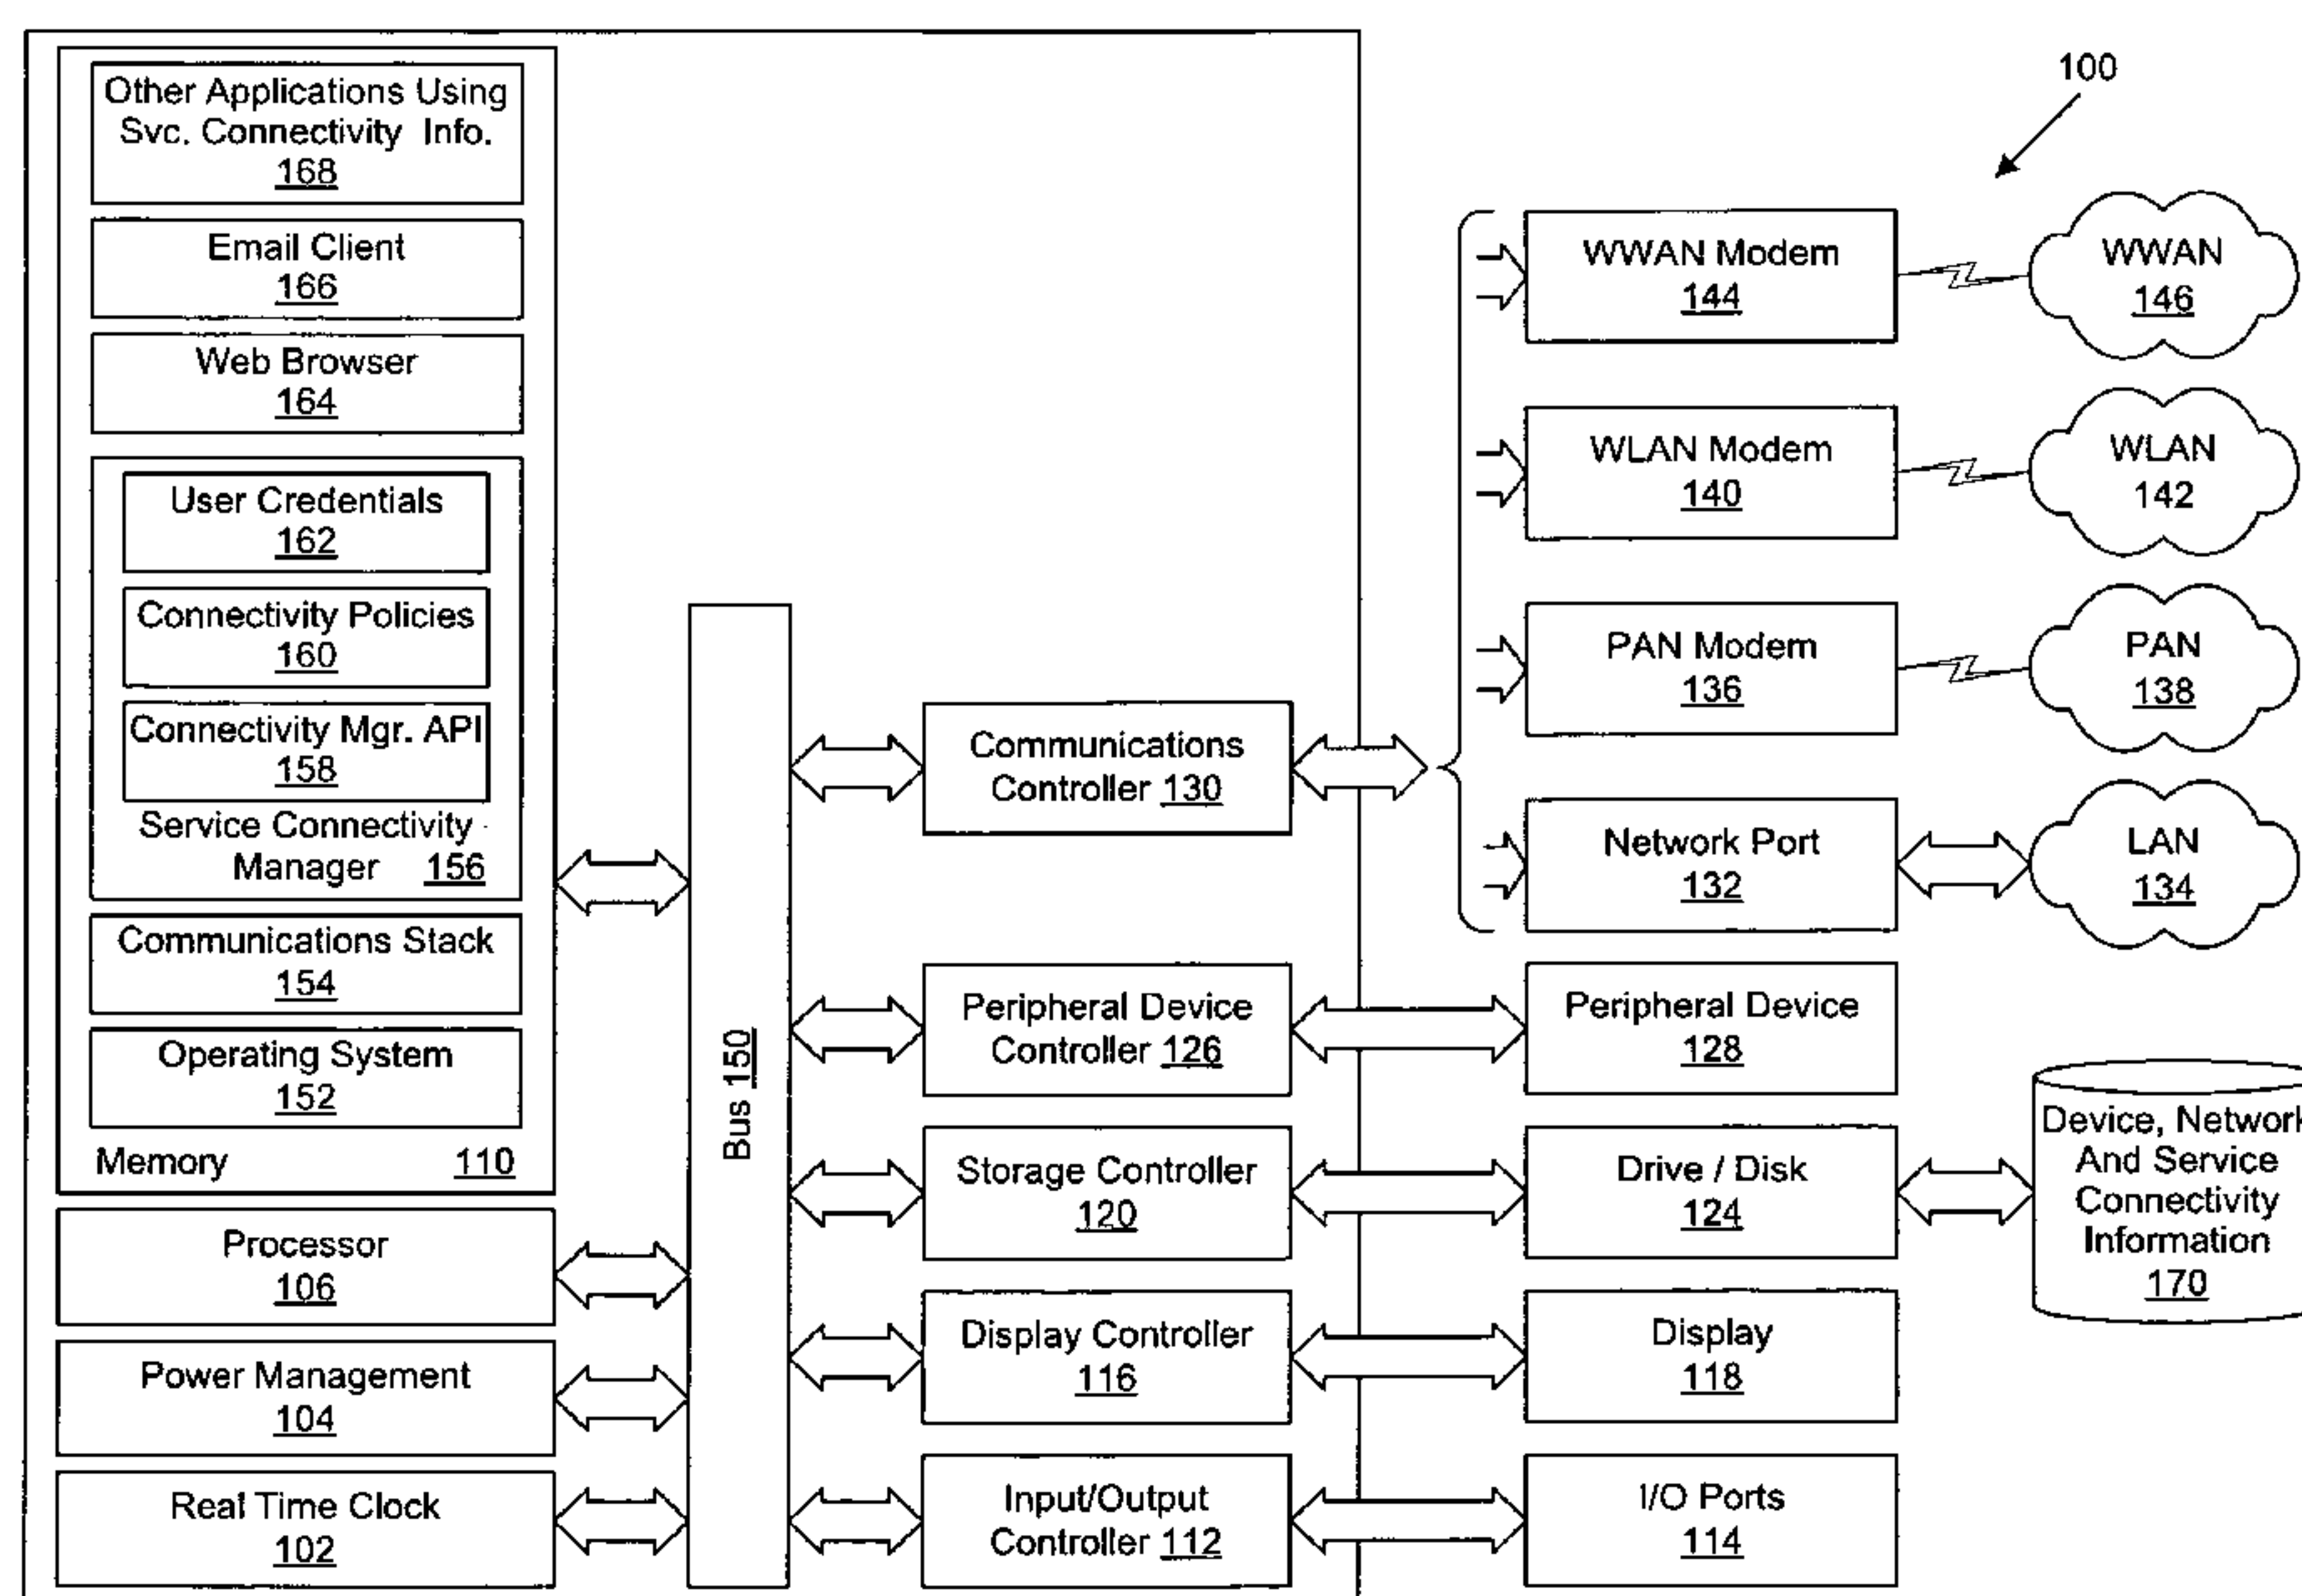 100
Other Applications Using
Svc. Connectivity Info.
168
Email Client
166
Web Browser
164
User Credentials
162
Connectivity Policies
160
Connectivity Mgr. API
158
Service Connectivity
Manager 156
Communications Stack
154
Operating System
152
Memory 110
Processor
106
Power Management
104
Real Time Clock
102
Bus 150
Communications
Controller 130
Peripheral Device
Controller 126
Storage Controller
120
Display Controller
116
Input/Output
Controller 112
WWAN Modem
144
WLAN Modem
140
PAN Modem
136
Network Port
132
Peripheral Device
128
Drive / Disk
124
Display
118
I/O Ports
114
WWAN
146
WLAN
142
PAN
138
LAN
134
Device, Network
And Service
Connectivity
Information
170